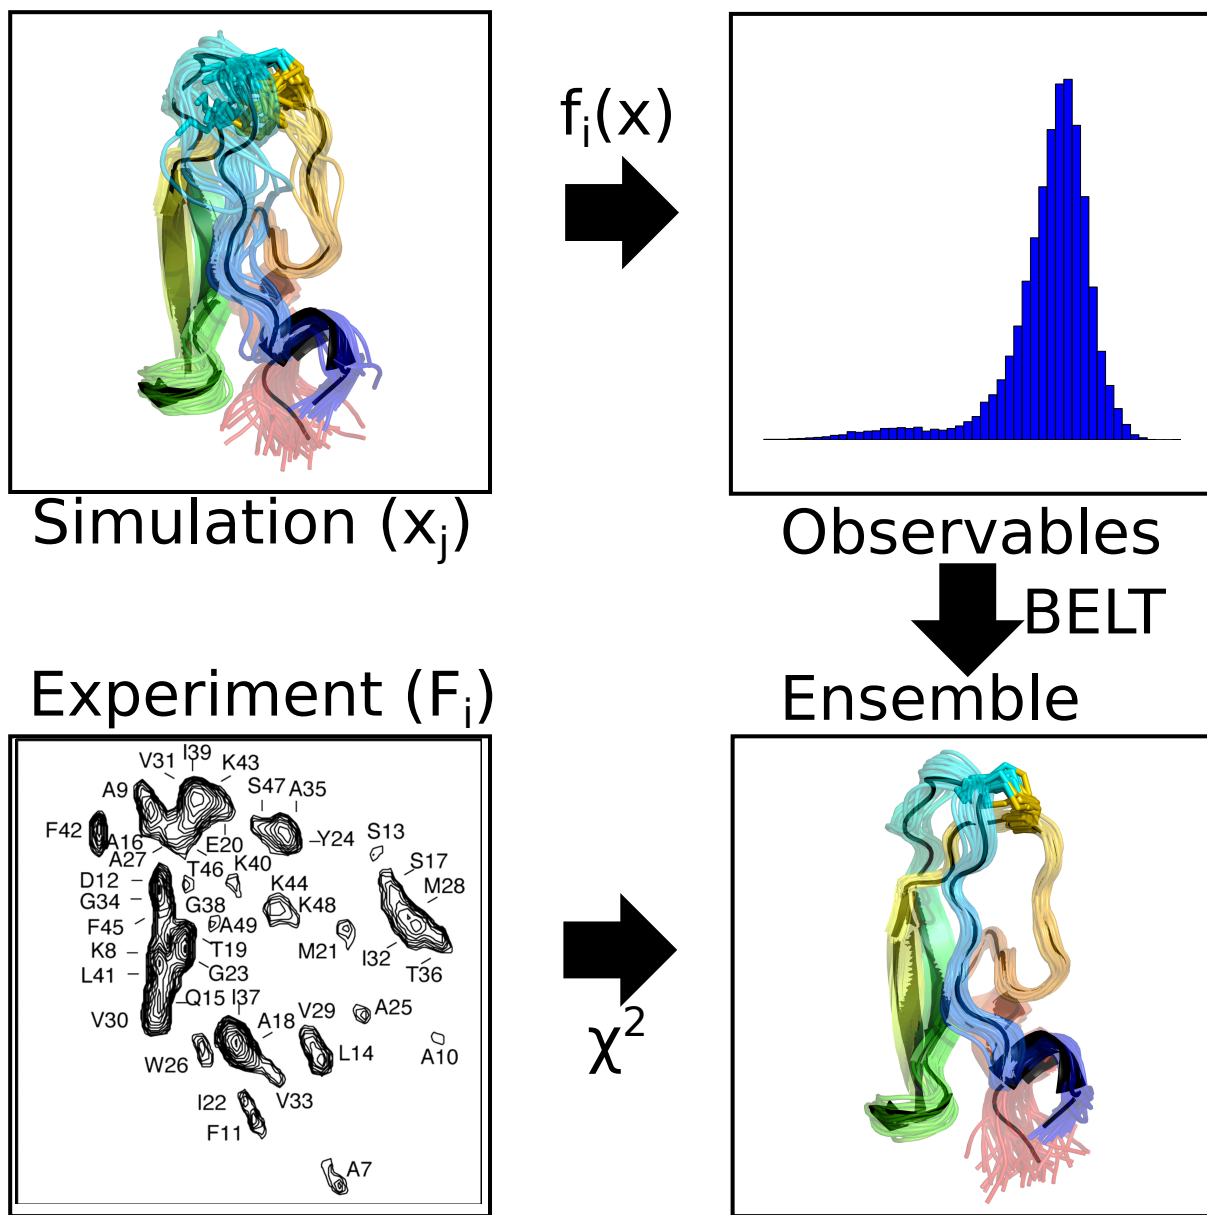 f_i(x)
Simulation (x_j)
Observables
BELT
Experiment (F_i)
Ensemble
I39
V31
K43
A9
S47
A35
F42
A16
E20
Y24
S13
A27
T46
K40
S17
D12
K44
M28
G34
G38
K48
F45
A49
K8
T19
M21
I32
L41
G23
T36
Q15
I37
V30
A18
V29
A25
W26
L14
A10
I22
V33
F11
A7
χ²